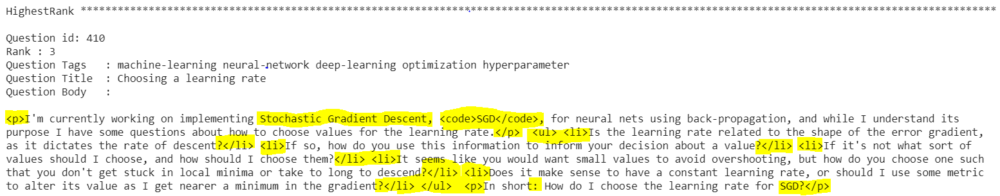 HighestRank ****************************************************************************************************************************************************
Question id: 410
Rank : 3
Question Tags   : machine-learning neural-network deep-learning optimization hyperparameter
Question Title  : Choosing a learning rate
Question Body   :
<p>I'm currently working on implementing Stochastic Gradient Descent, <code>SGD</code>, for neural nets using back-propagation, and while I understand its
purpose I have some questions about how to choose values for the learning rate.</p>  <ul> <li>Is the learning rate related to the shape of the error gradient,
as it dictates the rate of descent?</li> <li>If so, how do you use this information to inform your decision about a value?</li> <li>If it's not what sort of
values should I choose, and how should I choose them?</li> <li>It seems like you would want small values to avoid overshooting, but how do you choose one such
that you don't get stuck in local minima or take to long to descend?</li> <li>Does it make sense to have a constant learning rate, or should I use some metric
to alter its value as I get nearer a minimum in the gradient?</li> </ul>  <p>In short: How do I choose the learning rate for SGD?</p>